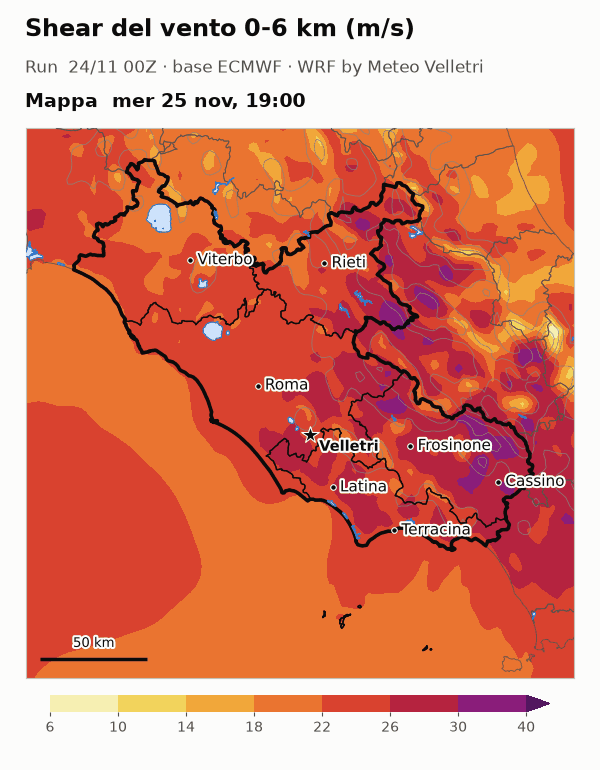 Shear del vento 0-6 km (m/s)
Run  24/11 00Z · base ECMWF · WRF by Meteo Velletri
Mappa  mer 25 nov, 19:00
Viterbo
Rieti
Roma
Velletri
Frosinone
Latina
Cassino
Terracina
50 km
6 10 14 18 22 26 30 40